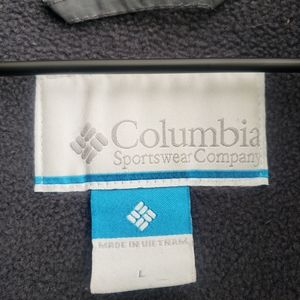 Columbia
Sportswear Company
MADE IN VIETNAM
L